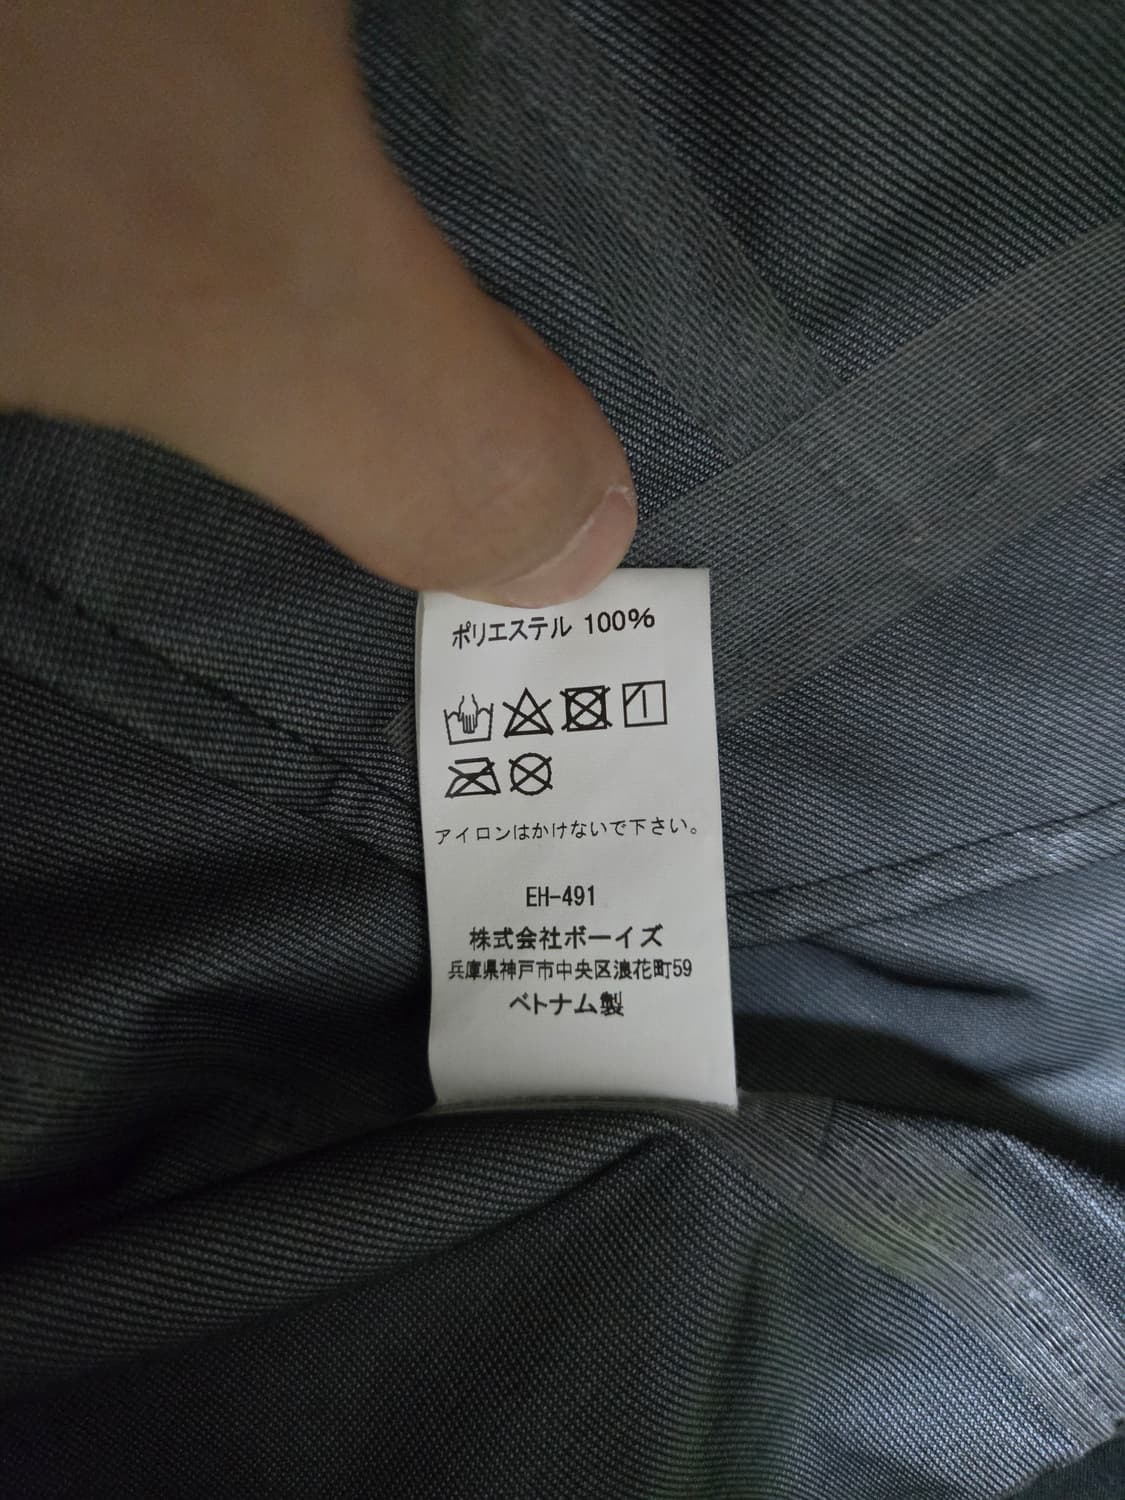 ポリエステル 100%
アイロンはかけないで下さい。
EH-491
株式会社ボーイズ
兵庫県神戸市中央区浪花町59
ベトナム製